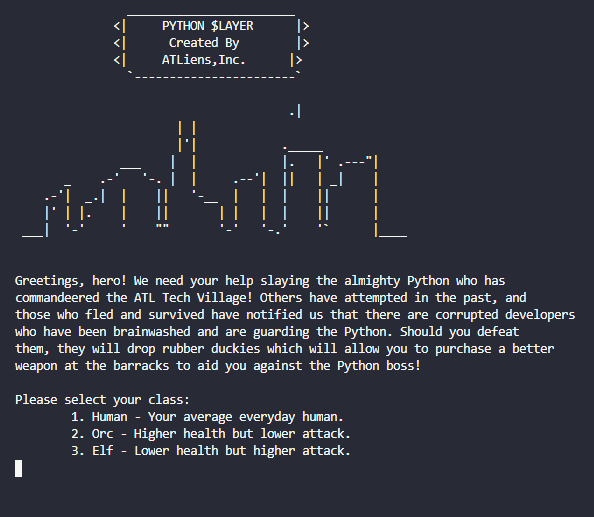 PYTHON $LAYER
Created By
ATLiens,Inc.
Greetings, hero! We need your help slaying the almighty Python who has
commandeered the ATL Tech Village! Others have attempted in the past, and
those who fled and survived have notified us that there are corrupted developers
who have been brainwashed and are guarding the Python. Should you defeat
them, they will drop rubber duckies which will allow you to purchase a better
weapon at the barracks to aid you against the Python boss!
Please select your class:
1. Human - Your average everyday human.
2. Orc - Higher health but lower attack.
3. Elf - Lower health but higher attack.